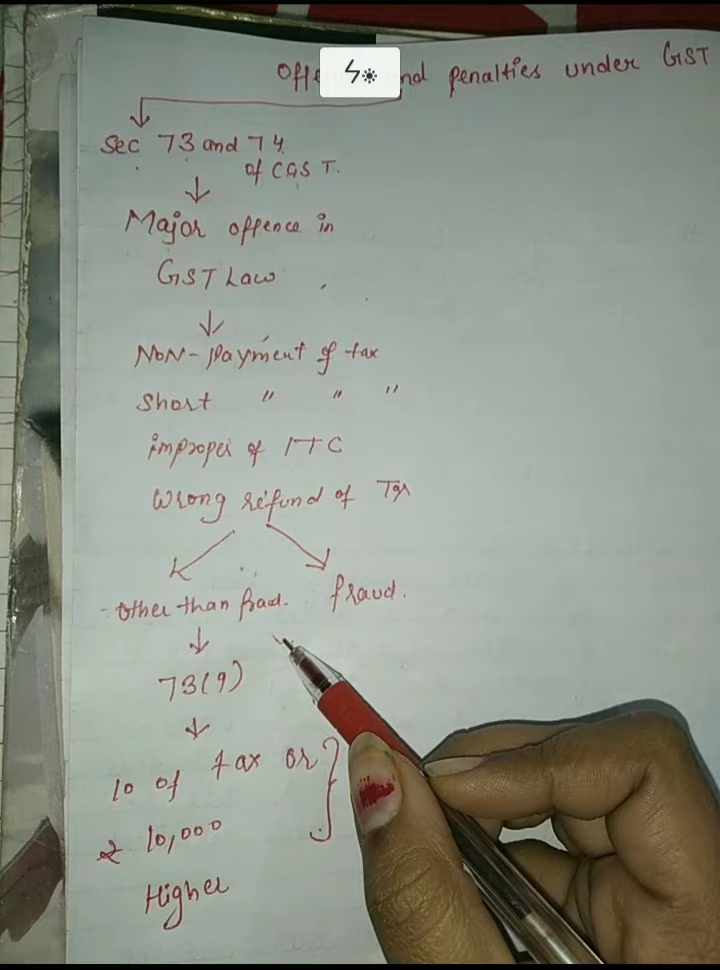 Offe nd penalties under GST
Sec 73 and 74
of CGST.
Major offence in
GST Law
Non-payment of tax
Short " " "
improper of ITC
Wrong refund of Tax
other than fraud. fraud.
73(9)
10 of tax or
₹ 10,000
Higher